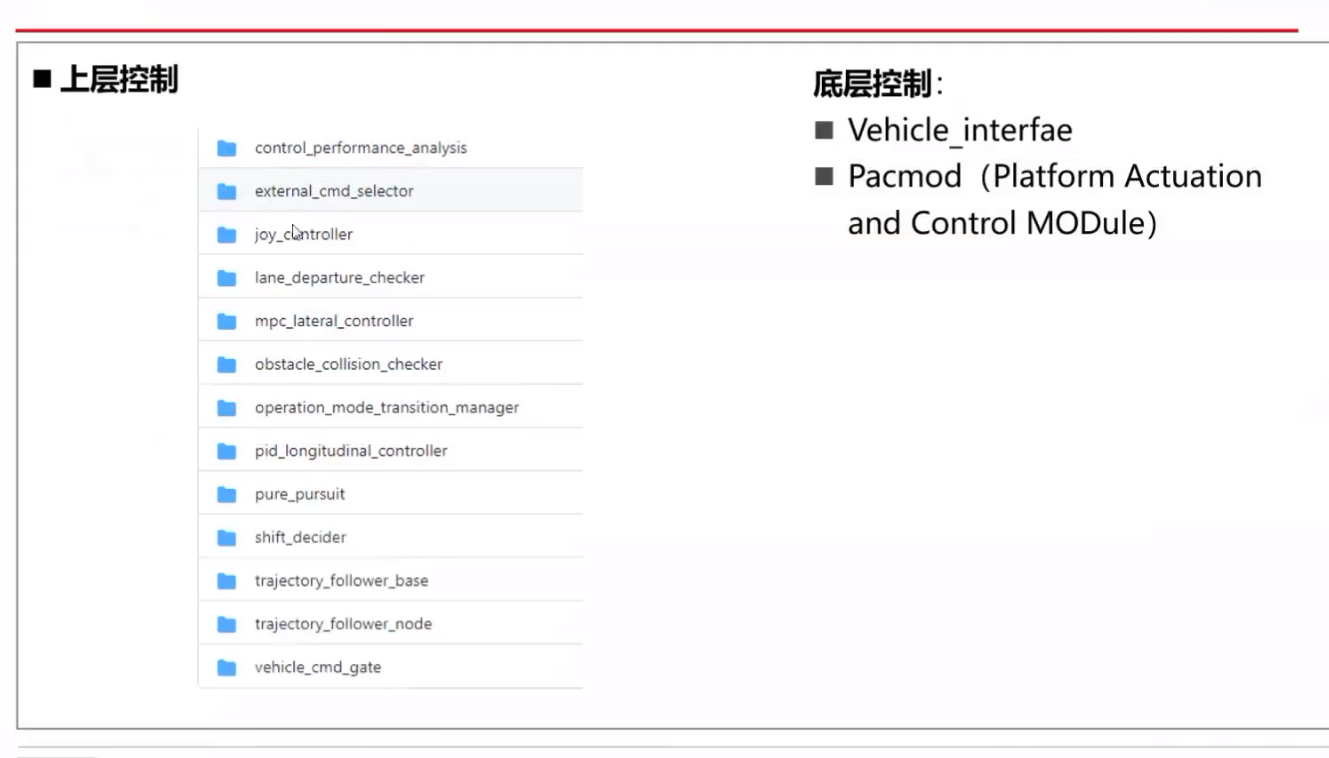 ■ 上层控制
control_performance_analysis
external_cmd_selector
joy_controller
lane_departure_checker
mpc_lateral_controller
obstacle_collision_checker
operation_mode_transition_manager
pid_longitudinal_controller
pure_pursuit
shift_decider
trajectory_follower_base
trajectory_follower_node
vehicle_cmd_gate
底层控制：
■ Vehicle_interfae
■ Pacmod（Platform Actuation
and Control MODule）